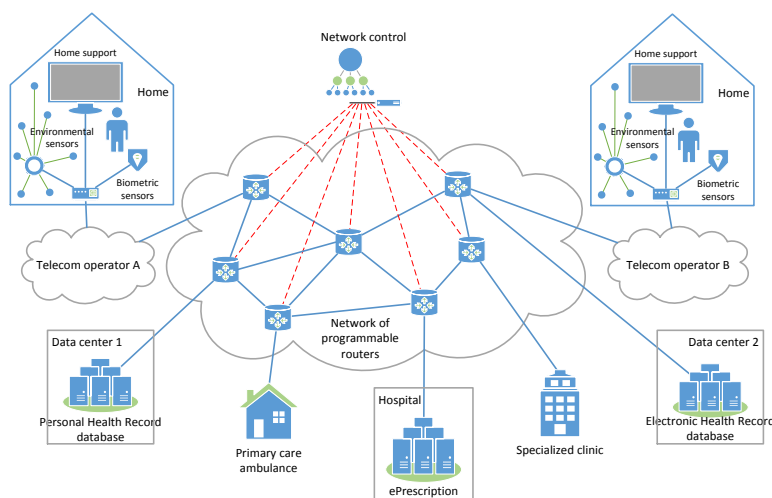 Network control
Home support
Home
Environmental
sensors
Biometric
sensors
Home support
Home
Environmental
sensors
Biometric
sensors
Telecom operator A
Telecom operator B
Network of
programmable
routers
Data center 1
Personal Health Record
database
Data center 2
Electronic Health Record
database
Primary care
ambulance
Hospital
ePrescription
Specialized clinic